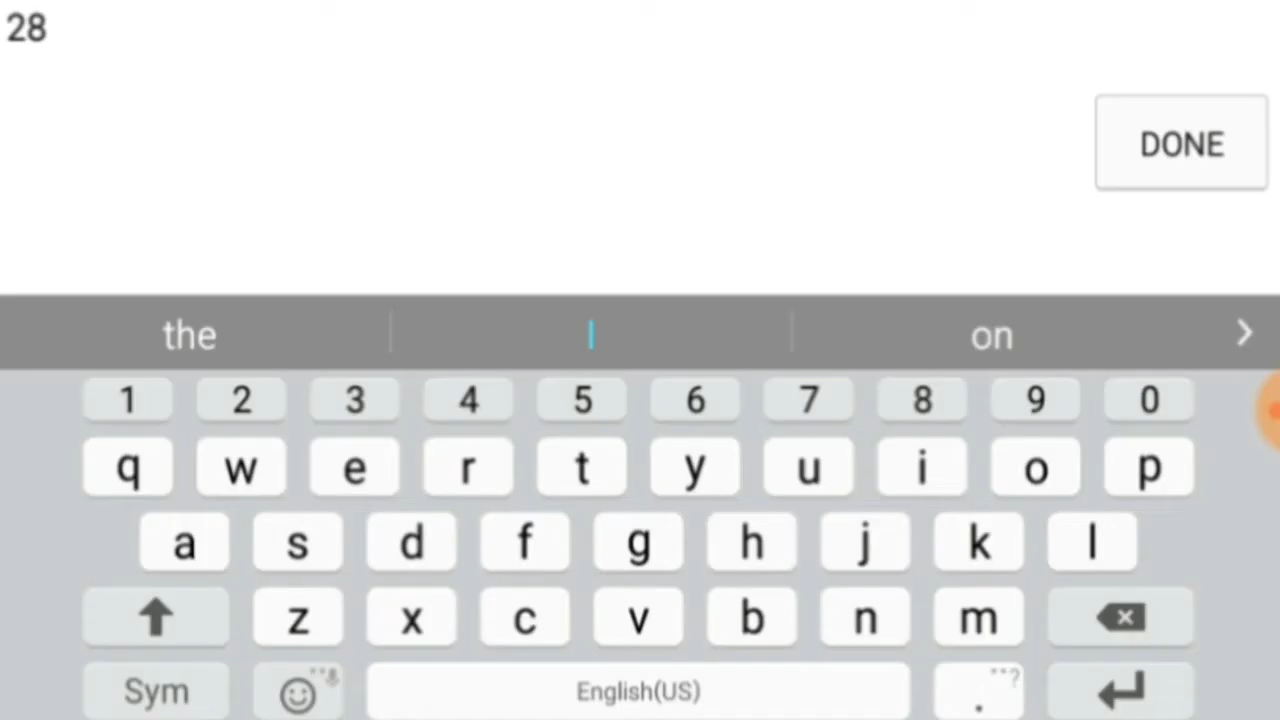 28
DONE
the I on
1 2 3 4 5 6 7 8 9 0
q w e r t y u i o p
a s d f g h j k l
z x c v b n m
Sym English(US) . ?